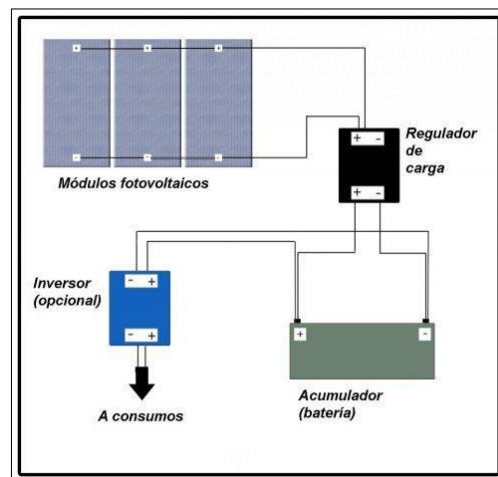 + + +
- - -
Módulos fotovoltaicos
+ -
+ -
Regulador
de
carga
Inversor
(opcional)
- +
- +
A consumos
+ -
Acumulador
(batería)